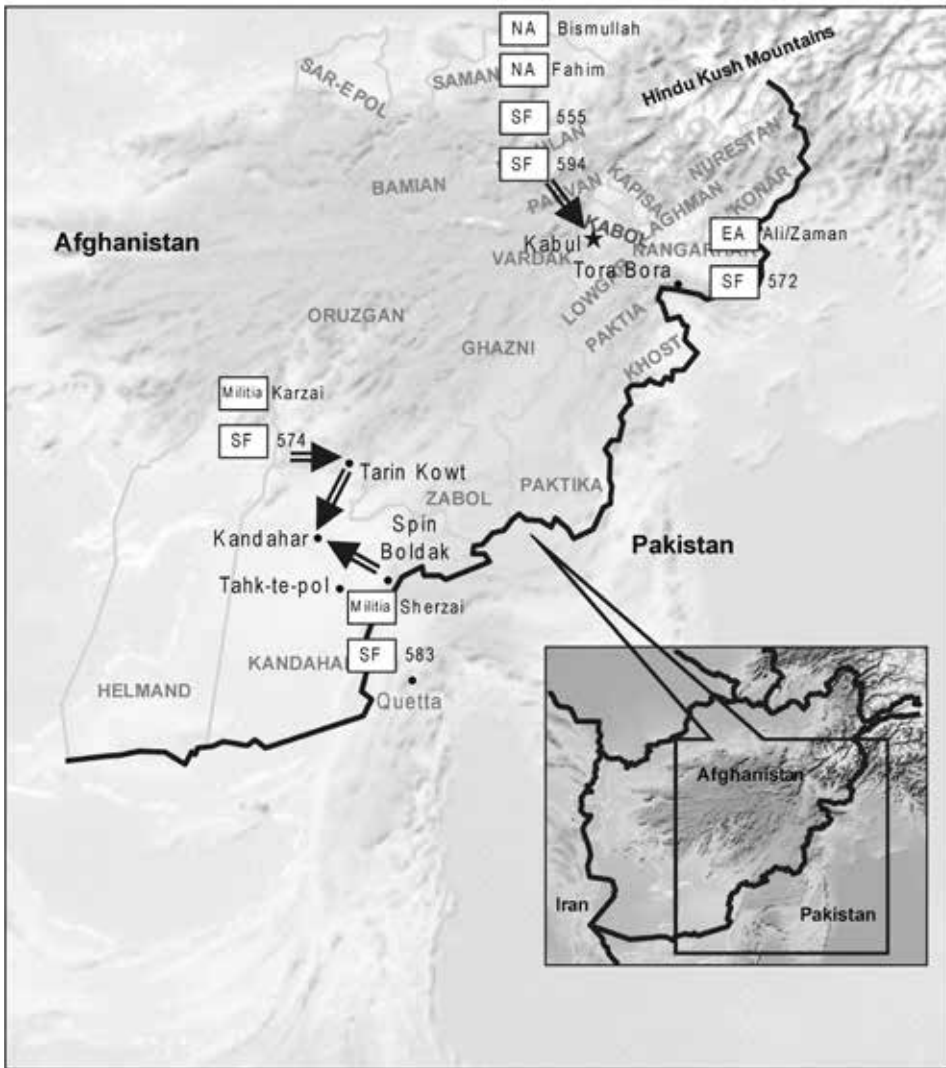 NA Bismullah
NA Fahim
SF 555
SF 594
Hindu Kush Mountains
SAR-E POL
SAMAN
BAMIAN
KAPISA
NURESTAN
LAGHMAN
KONAR
KABOL
Kabul
VARDAK
NANGARHAR
EA Ali/Zaman
Afghanistan
Tora Bora
SF 572
LOWGAR
PAKTIA
KHOST
ORUZGAN
GHAZNI
Militia Karzai
SF 574
Tarin Kowt
ZABOL
PAKTIKA
Kandahar
Spin
Boldak
Pakistan
Tahk-te-pol
Militia Sherzai
KANDAHA
SF 583
HELMAND
Quetta
Afghanistan
Iran
Pakistan